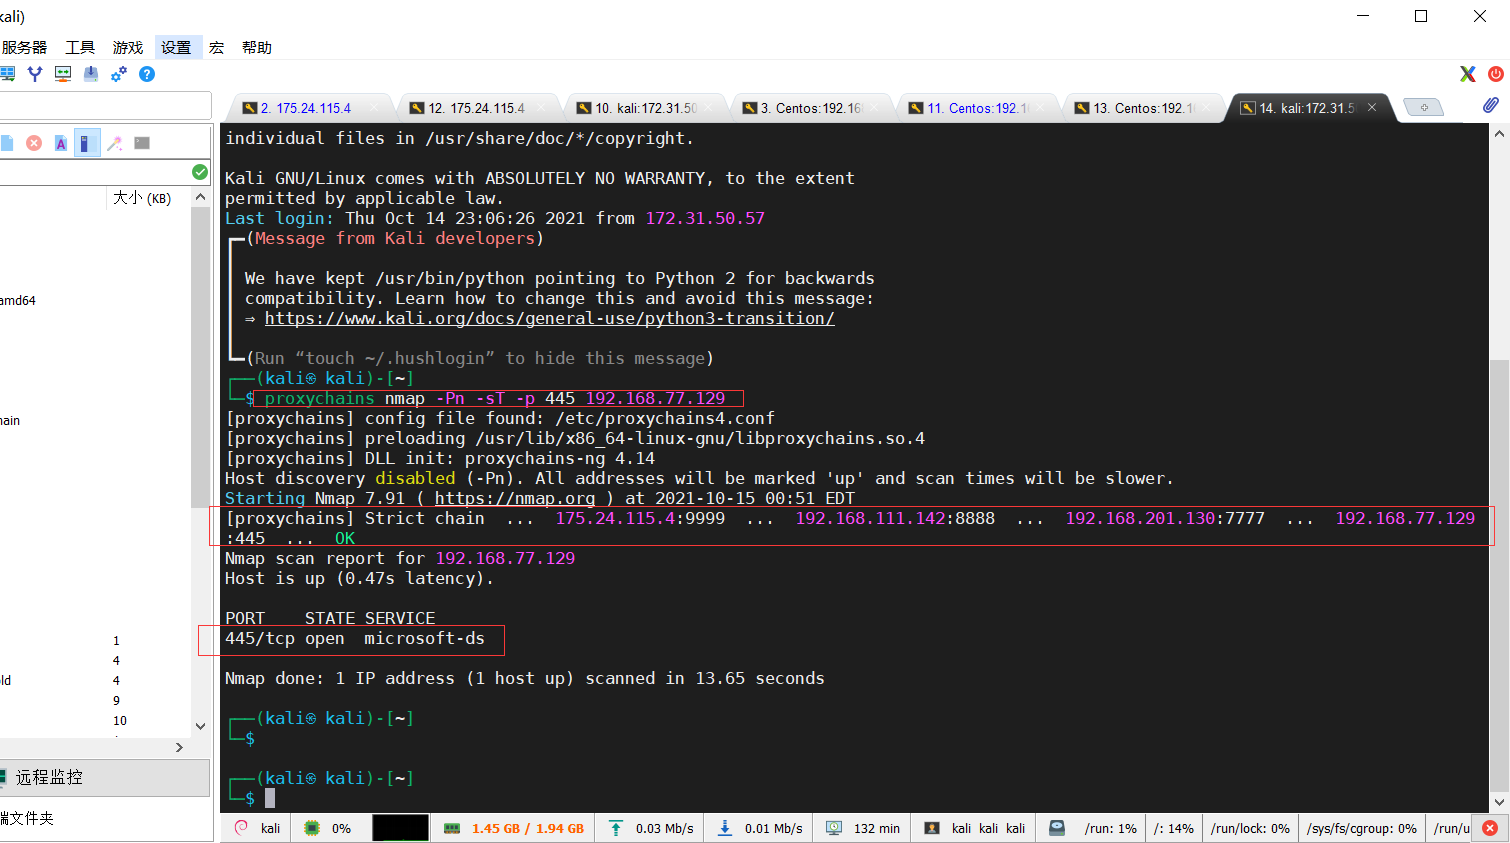 kali)
服务器 工具 游戏 设置 宏 帮助
2. 175.24.115.4 12. 175.24.115.4 10. kali:172.31.50 3. Centos:192.16 11. Centos:192.1 13. Centos:192.1 14. kali:172.31.5
大小 (KB)
amd64
hain
1
4
old 4
9
10
远程监控
端文件夹
individual files in /usr/share/doc/*/copyright.
Kali GNU/Linux comes with ABSOLUTELY NO WARRANTY, to the extent
permitted by applicable law.
Last login: Thu Oct 14 23:06:26 2021 from 172.31.50.57
┏━(Message from Kali developers)
┃
┃ We have kept /usr/bin/python pointing to Python 2 for backwards
┃ compatibility. Learn how to change this and avoid this message:
┃ ⇒ https://www.kali.org/docs/general-use/python3-transition/
┃
┗━(Run “touch ~/.hushlogin” to hide this message)
┌──(kali㉿ kali)-[~]
└─$ proxychains nmap -Pn -sT -p 445 192.168.77.129
[proxychains] config file found: /etc/proxychains4.conf
[proxychains] preloading /usr/lib/x86_64-linux-gnu/libproxychains.so.4
[proxychains] DLL init: proxychains-ng 4.14
Host discovery disabled (-Pn). All addresses will be marked 'up' and scan times will be slower.
Starting Nmap 7.91 ( https://nmap.org ) at 2021-10-15 00:51 EDT
[proxychains] Strict chain ... 175.24.115.4:9999 ... 192.168.111.142:8888 ... 192.168.201.130:7777 ... 192.168.77.129
:445 ... OK
Nmap scan report for 192.168.77.129
Host is up (0.47s latency).
PORT STATE SERVICE
445/tcp open microsoft-ds
Nmap done: 1 IP address (1 host up) scanned in 13.65 seconds
┌──(kali㉿ kali)-[~]
└─$
┌──(kali㉿ kali)-[~]
└─$
kali 0% 1.45 GB / 1.94 GB 0.03 Mb/s 0.01 Mb/s 132 min kali kali kali /run: 1% /: 14% /run/lock: 0% /sys/fs/cgroup: 0% /run/u